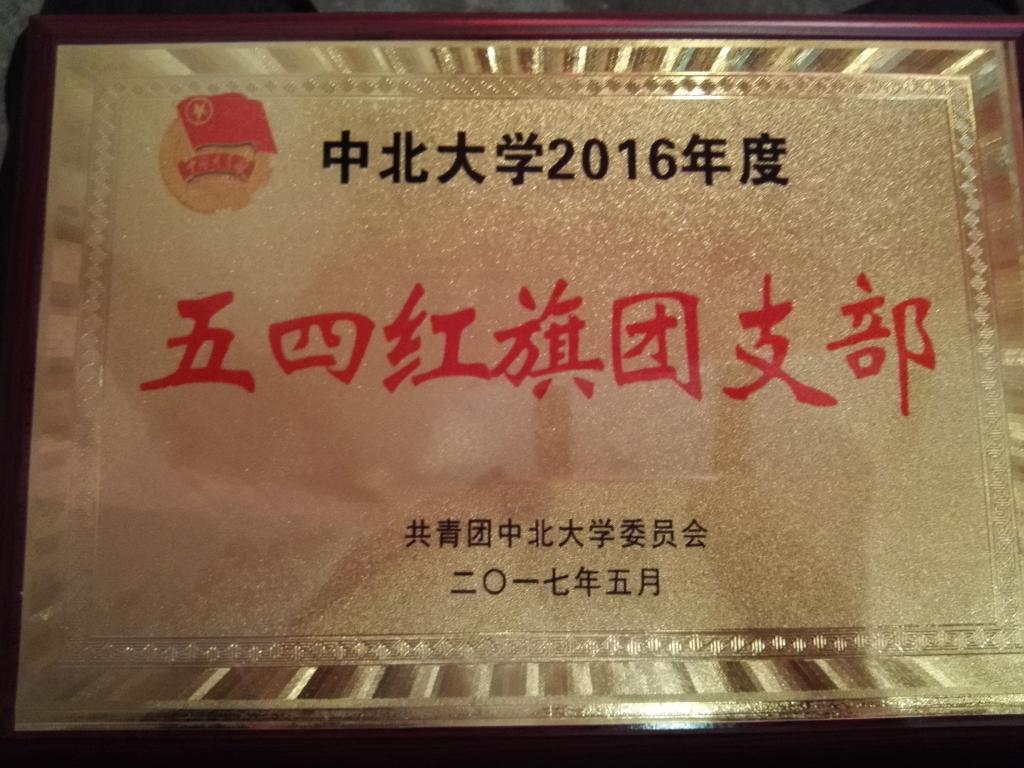 中北大学2016年度
五四红旗团支部
共青团中北大学委员会
二〇一七年五月